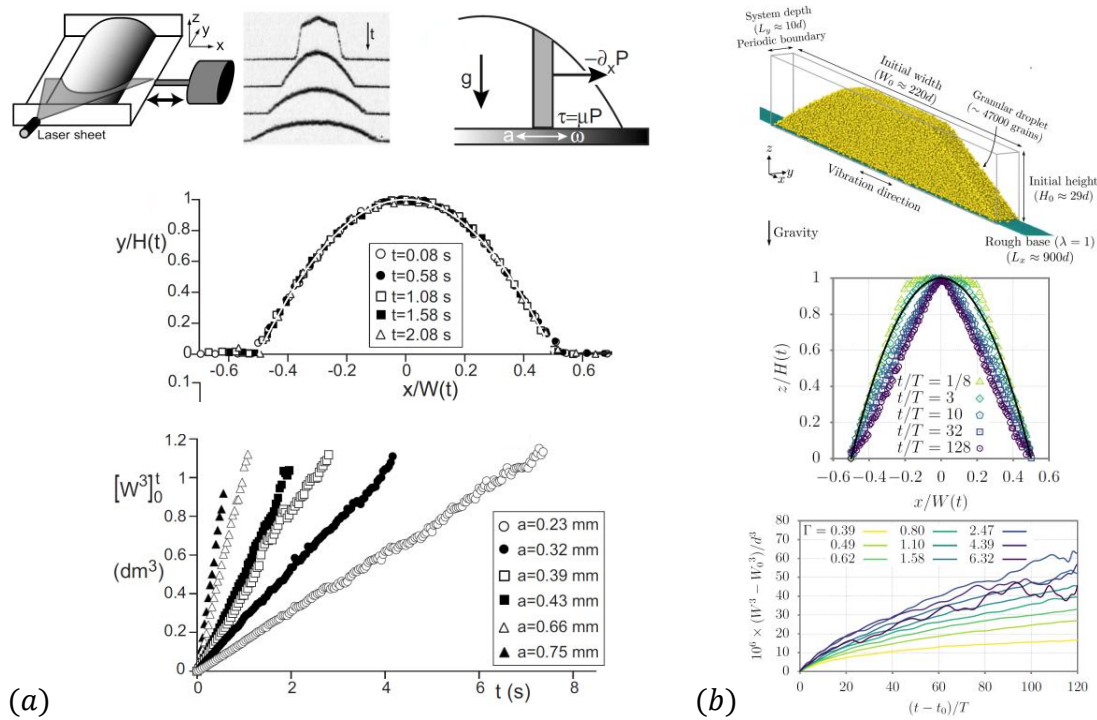 z
y
x
Laser sheet
t
g
−∂ₓP
τ=μP
a
ω
y/H(t)
1
0.8
0.6
0.4
0.2
0
t=0.08 s
t=0.58 s
t=1.08 s
t=1.58 s
t=2.08 s
-0.6 -0.4 -0.2 0.0 0.2 0.4 0.6
x/W(t)
0.1
[W³]₀ᵗ
(dm³)
1.2
1.0
0.8
0.6
0.4
0.2
0
a=0.23 mm
a=0.32 mm
a=0.39 mm
a=0.43 mm
a=0.66 mm
a=0.75 mm
0 2 4 6 8
t (s)
(a)
System depth
(L_y ≈ 10d)
Periodic boundary
Initial width
(W₀ ≈ 220d)
Granular droplet
(~ 47000 grains)
z
x
y
Vibration direction
Initial height
(H₀ ≈ 29d)
Gravity
Rough base (λ = 1)
(L_x ≈ 900d)
z/H(t)
1
0.8
0.6
0.4
0.2
0
t/T = 1/8
t/T = 3
t/T = 10
t/T = 32
t/T = 128
−0.6 −0.4 −0.2 0 0.2 0.4 0.6
x/W(t)
10⁶ × (W³ − W₀³)/d³
80
70
60
50
40
30
20
10
0
Γ = 0.39 0.80 2.47
0.49 1.10 4.39
0.62 1.58 6.32
0 20 40 60 80 100 120
(t − t₀)/T
(b)